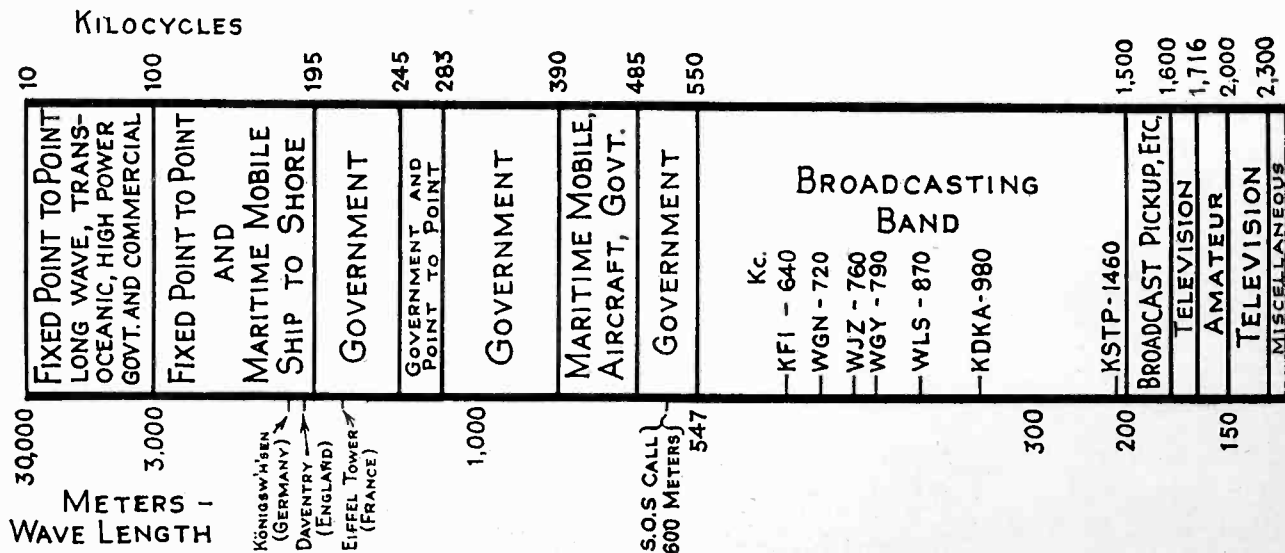 KILOCYCLES
10
100
195
245
283
390
485
550
1,500
1,600
1,716
2,000
2,300
FIXED POINT TO POINT
LONG WAVE, TRANS-
OCEANIC, HIGH POWER
GOVT. AND COMMERCIAL
FIXED POINT TO POINT
AND
MARITIME MOBILE
SHIP TO SHORE
GOVERNMENT
GOVERNMENT AND
POINT TO POINT
GOVERNMENT
MARITIME MOBILE,
AIRCRAFT, GOVT.
GOVERNMENT
BROADCASTING
BAND
Kc.
KFI - 640
WGN - 720
WJZ - 760
WGY - 790
WLS - 870
KDKA - 980
KSTP - 1460
BROADCAST PICKUP, ETC.
TELEVISION
AMATEUR
TELEVISION
MISCELLANEOUS
30,000
3,000
1,000
547
300
200
150
KÖNIGSW'H'SEN
(GERMANY)
DAVENTRY
(ENGLAND)
EIFFEL TOWER
(FRANCE)
S.O.S CALL
600 METERS
METERS -
WAVE LENGTH